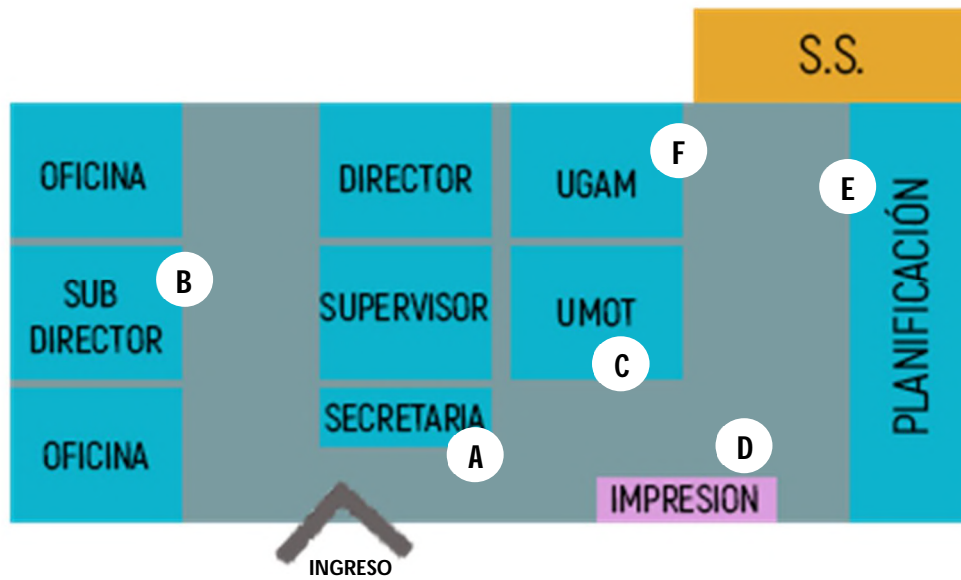 S.S.
OFICINA
DIRECTOR
UGAM
F
E
PLANIFICACIÓN
SUB
DIRECTOR
B
SUPERVISOR
UMOT
C
OFICINA
SECRETARIA
A
D
IMPRESION
INGRESO